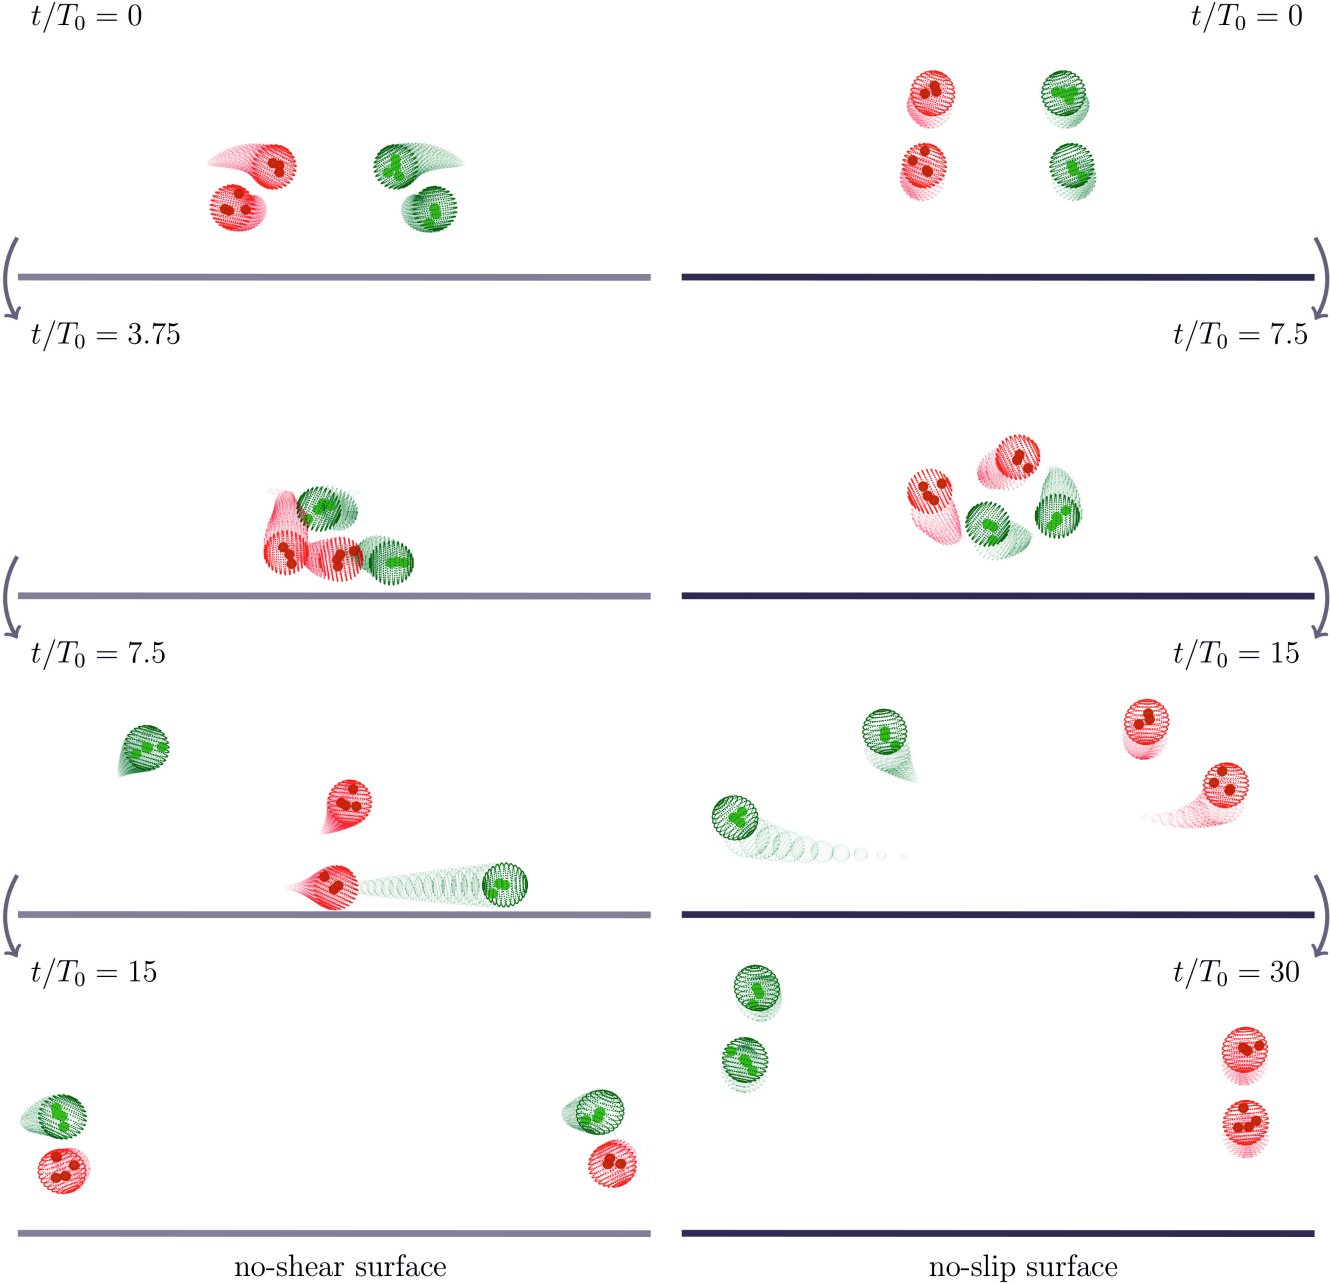 t/T₀ = 0
t/T₀ = 0
t/T₀ = 3.75
t/T₀ = 7.5
t/T₀ = 7.5
t/T₀ = 15
t/T₀ = 15
t/T₀ = 30
no-shear surface
no-slip surface